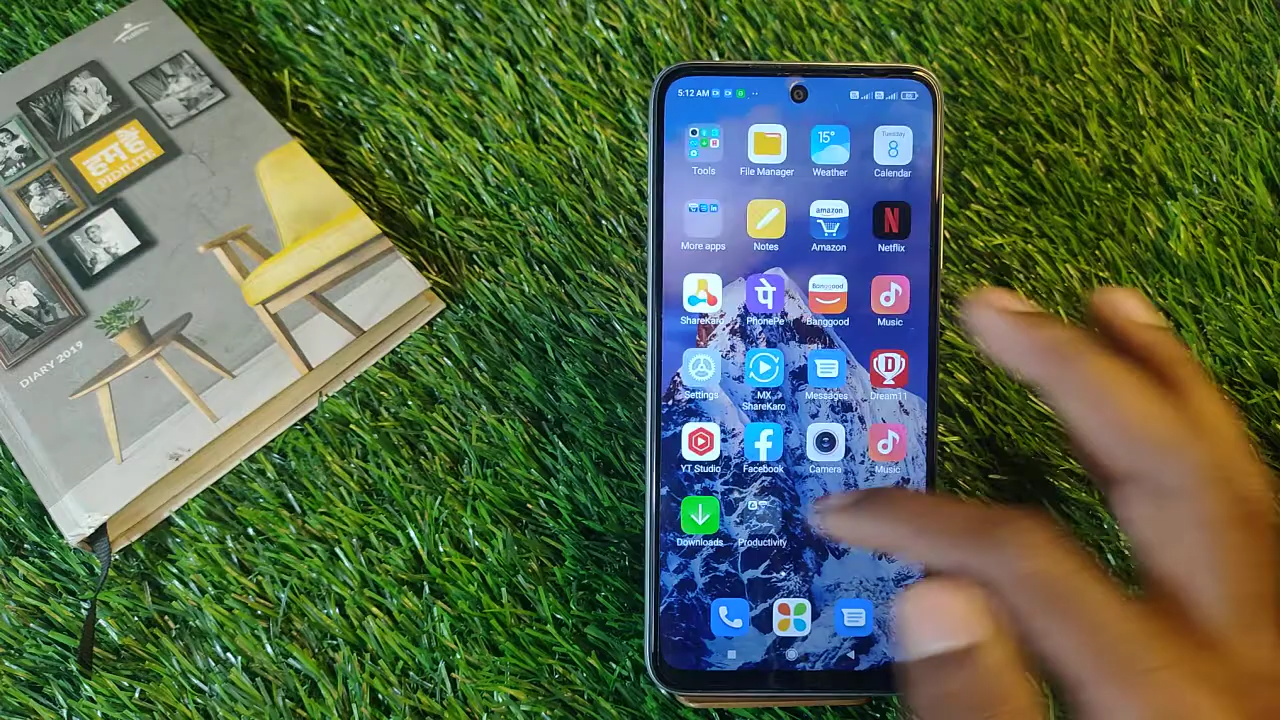 हम हैं
PIDILITE
DIARY 2019
5:12 AM
Tools
File Manager
15°
Weather
Tuesday
8
Calendar
More apps
Notes
amazon
Amazon
Netflix
ShareKaro
PhonePe
Banggood
Banggood
Music
Settings
MX
ShareKaro
Messages
Dream11
YT Studio
Facebook
Camera
Music
Downloads
Productivity